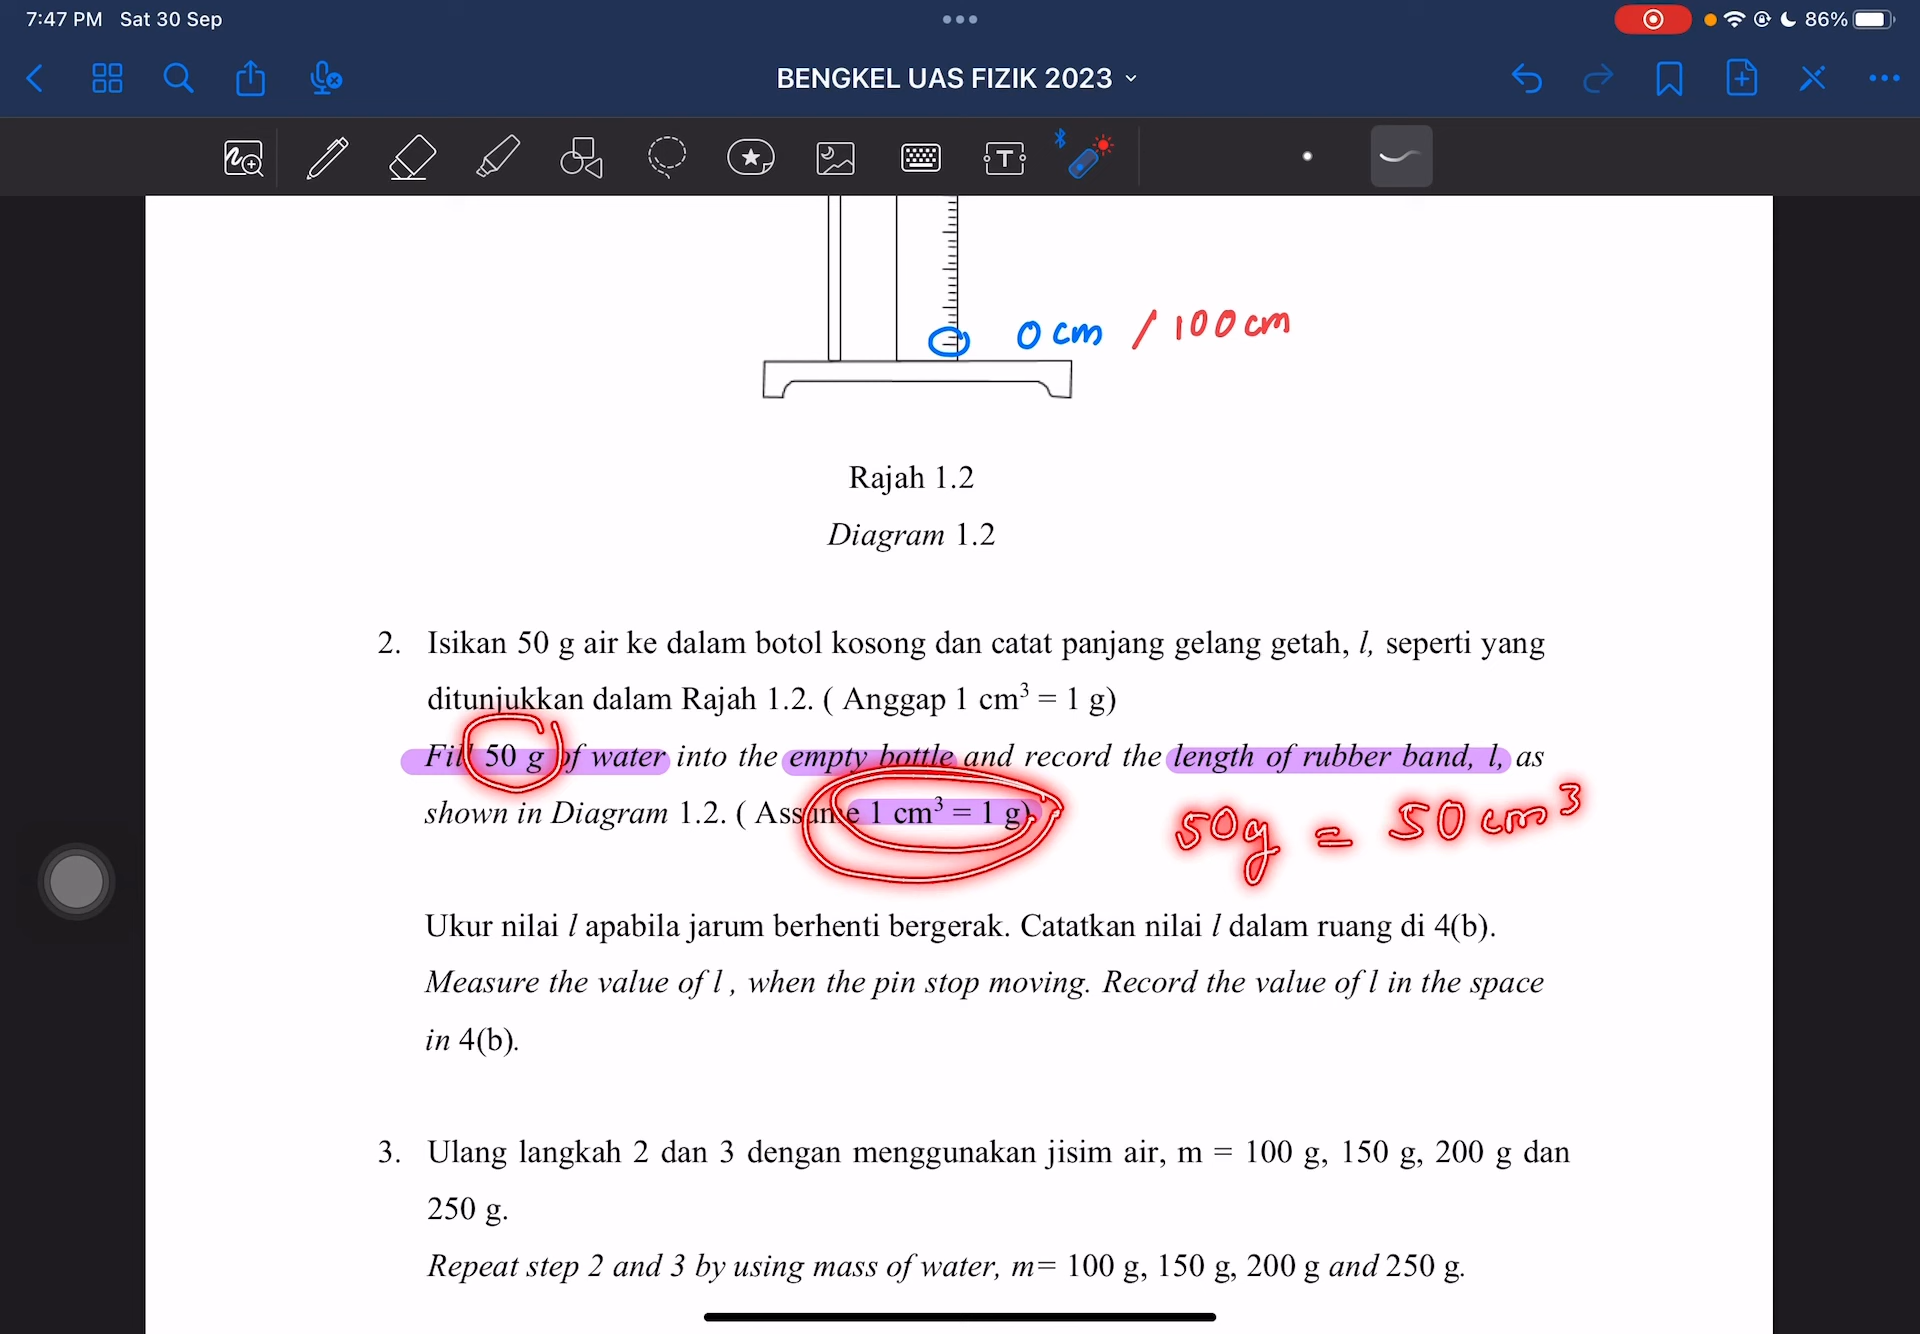 7:47 PM Sat 30 Sep
86%
BENGKEL UAS FIZIK 2023
0 cm / 100 cm
Rajah 1.2
Diagram 1.2
2. Isikan 50 g air ke dalam botol kosong dan catat panjang gelang getah, l, seperti yang
ditunjukkan dalam Rajah 1.2. ( Anggap 1 cm³ = 1 g)
Fill 50 g of water into the empty bottle and record the length of rubber band, l, as
shown in Diagram 1.2. ( Assume 1 cm³ = 1 g)
50g = 50 cm³
Ukur nilai l apabila jarum berhenti bergerak. Catatkan nilai l dalam ruang di 4(b).
Measure the value of l , when the pin stop moving. Record the value of l in the space
in 4(b).
3. Ulang langkah 2 dan 3 dengan menggunakan jisim air, m = 100 g, 150 g, 200 g dan
250 g.
Repeat step 2 and 3 by using mass of water, m= 100 g, 150 g, 200 g and 250 g.